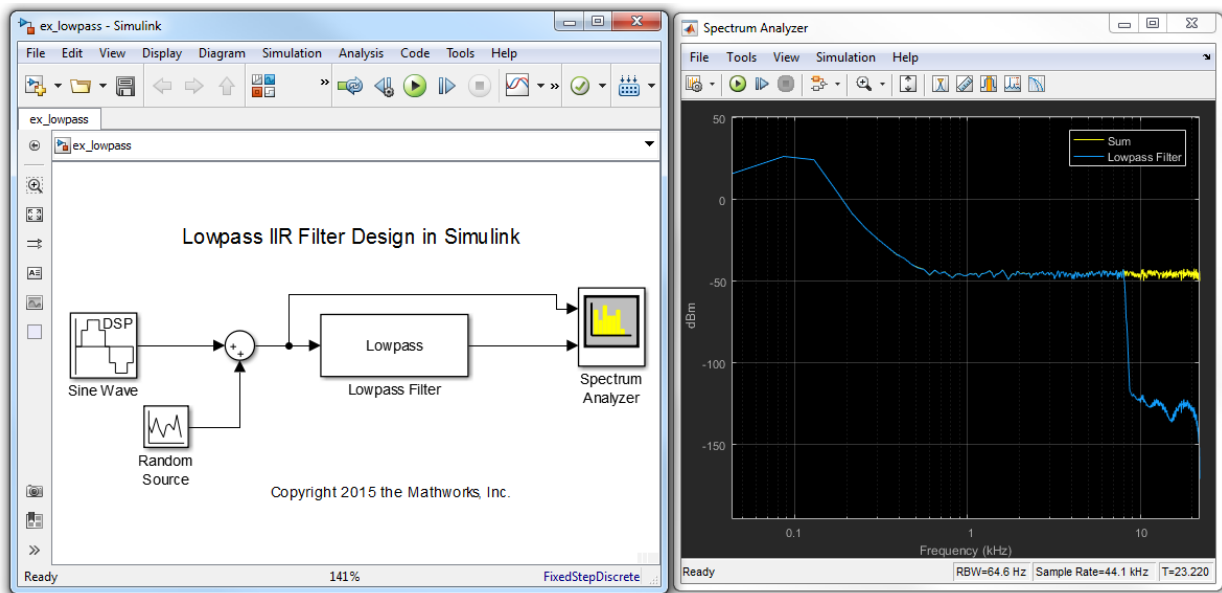 ex_lowpass - Simulink
File Edit View Display Diagram Simulation Analysis Code Tools Help
»
»
ex_lowpass
ex_lowpass
Lowpass IIR Filter Design in Simulink
DSP
Sine Wave
+
+
Lowpass
Lowpass Filter
Spectrum
Analyzer
Random
Source
Copyright 2015 the Mathworks, Inc.
»
Ready 141% FixedStepDiscrete
Spectrum Analyzer
File Tools View Simulation Help
50
0
-50
-100
-150
dBm
Sum
Lowpass Filter
0.1 1 10
Frequency (kHz)
Ready RBW=64.6 Hz Sample Rate=44.1 kHz T=23.220